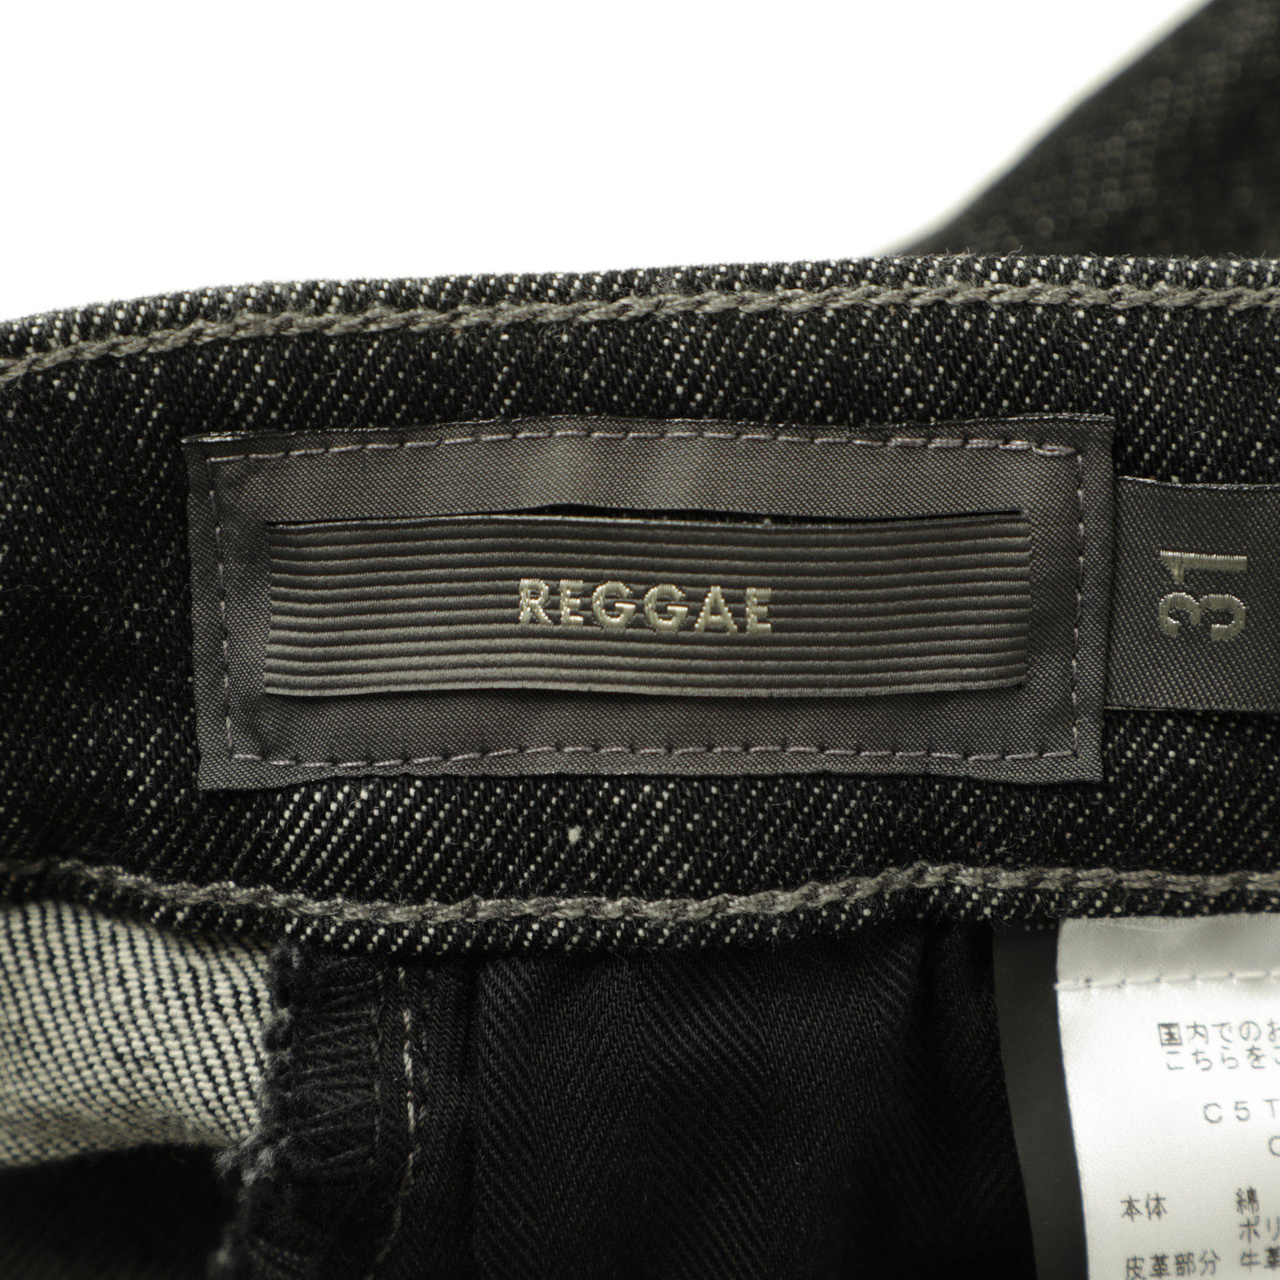 REGGAE
31
国内でのお
こちらをご
C5T
本体 綿
ポリ
皮革部分 牛革